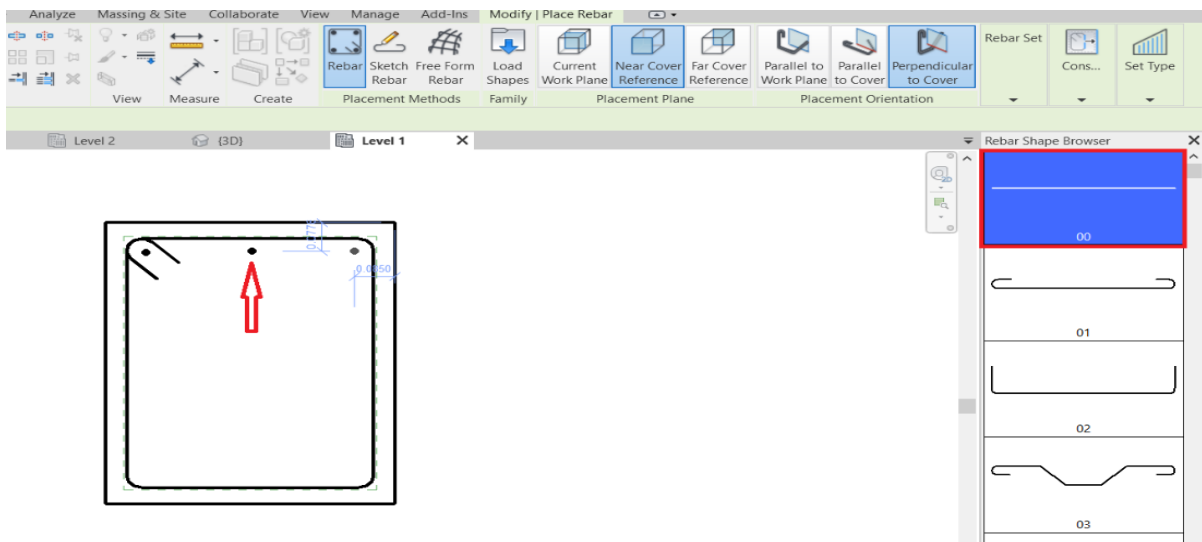 Analyze Massing & Site Collaborate View Manage Add-Ins Modify | Place Rebar
Rebar Sketch Rebar Free Form Rebar Load Shapes Current Work Plane Near Cover Reference Far Cover Reference Parallel to Work Plane Parallel to Cover Perpendicular to Cover Rebar Set Cons... Set Type
View Measure Create Placement Methods Family Placement Plane Placement Orientation
Level 2 {3D} Level 1 X Rebar Shape Browser X
00
01
02
03